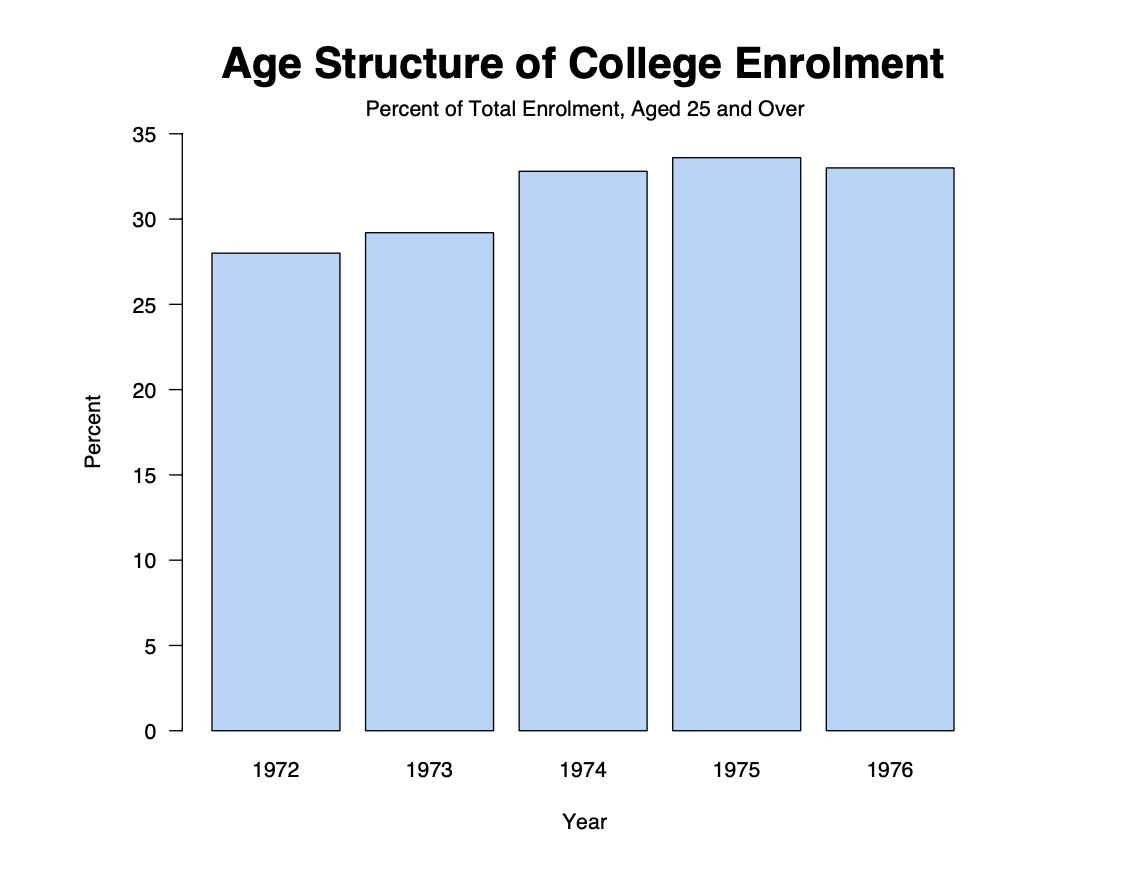 Age Structure of College Enrolment
Percent of Total Enrolment, Aged 25 and Over
35
30
25
20
15
10
5
0
Percent
1972 1973 1974 1975 1976
Year